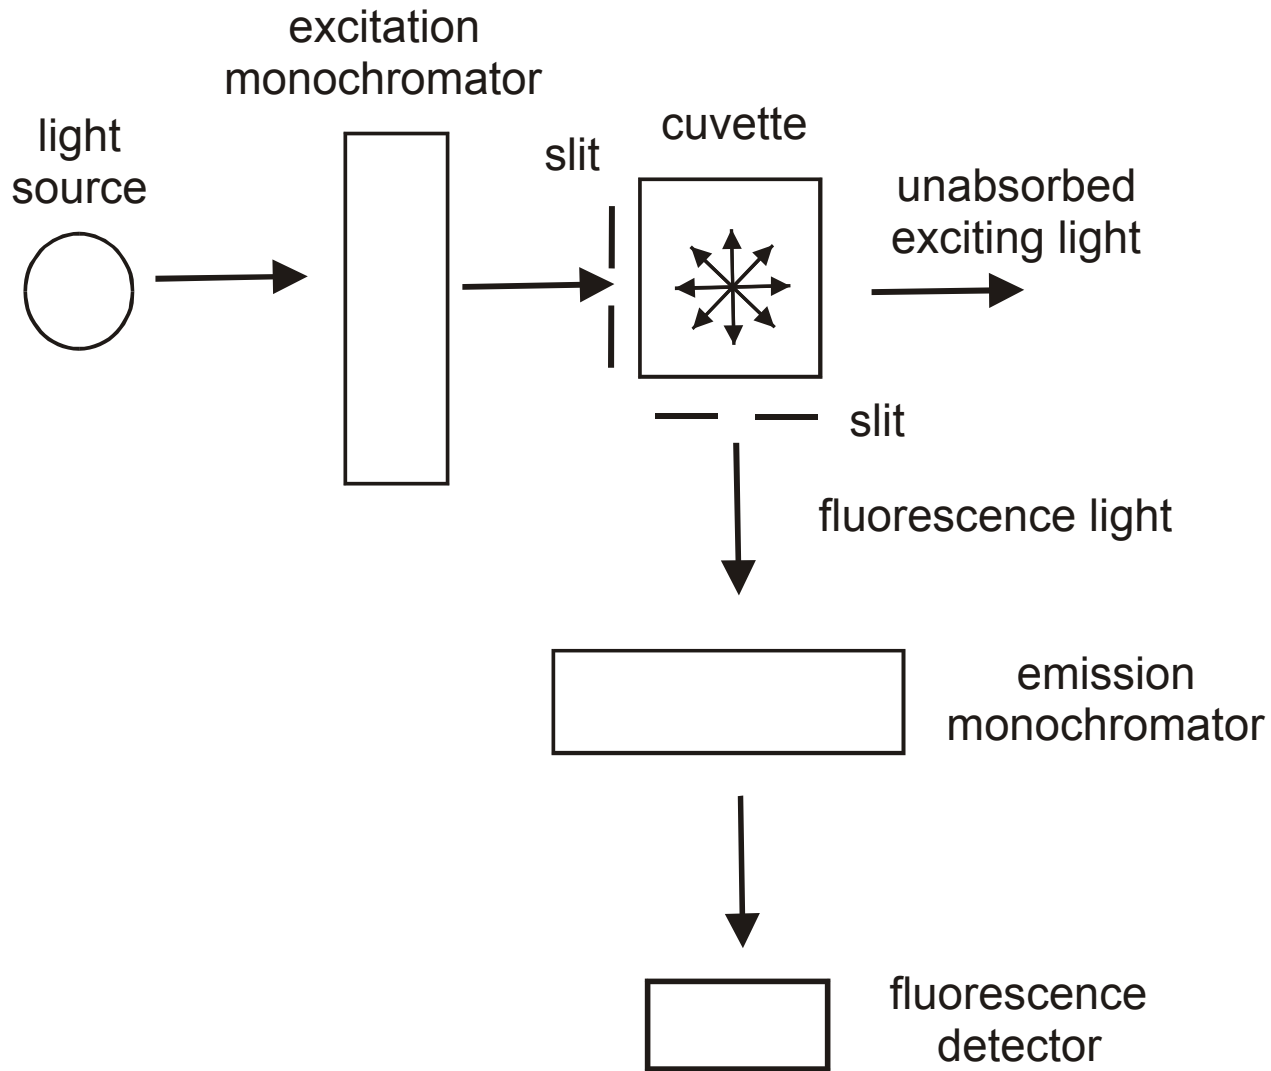 excitation
monochromator
light
source
slit
cuvette
unabsorbed
exciting light
slit
fluorescence light
emission
monochromator
fluorescence
detector